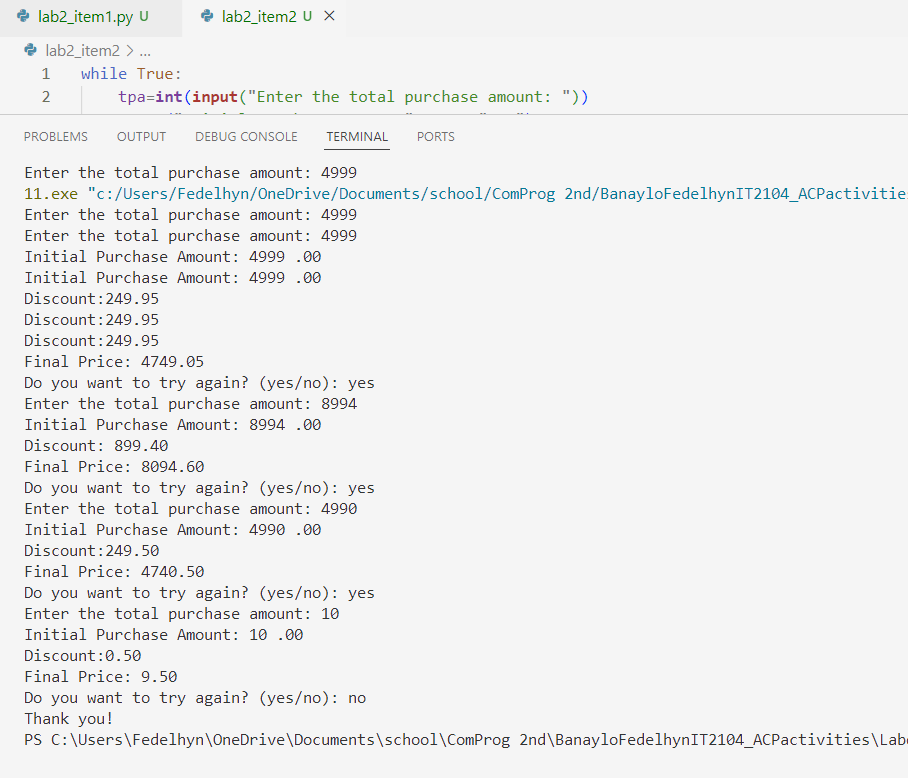 lab2_item1.py U lab2_item2 U ×
lab2_item2 > ...
1 while True:
2 tpa=int(input("Enter the total purchase amount: "))
PROBLEMS OUTPUT DEBUG CONSOLE TERMINAL PORTS
Enter the total purchase amount: 4999
11.exe "c:/Users/Fedelhyn/OneDrive/Documents/school/ComProg 2nd/BanayloFedelhynIT2104_ACPactivitie
Enter the total purchase amount: 4999
Enter the total purchase amount: 4999
Initial Purchase Amount: 4999 .00
Initial Purchase Amount: 4999 .00
Discount:249.95
Discount:249.95
Discount:249.95
Final Price: 4749.05
Do you want to try again? (yes/no): yes
Enter the total purchase amount: 8994
Initial Purchase Amount: 8994 .00
Discount: 899.40
Final Price: 8094.60
Do you want to try again? (yes/no): yes
Enter the total purchase amount: 4990
Initial Purchase Amount: 4990 .00
Discount:249.50
Final Price: 4740.50
Do you want to try again? (yes/no): yes
Enter the total purchase amount: 10
Initial Purchase Amount: 10 .00
Discount:0.50
Final Price: 9.50
Do you want to try again? (yes/no): no
Thank you!
PS C:\Users\Fedelhyn\OneDrive\Documents\school\ComProg 2nd\BanayloFedelhynIT2104_ACPactivities\Lab